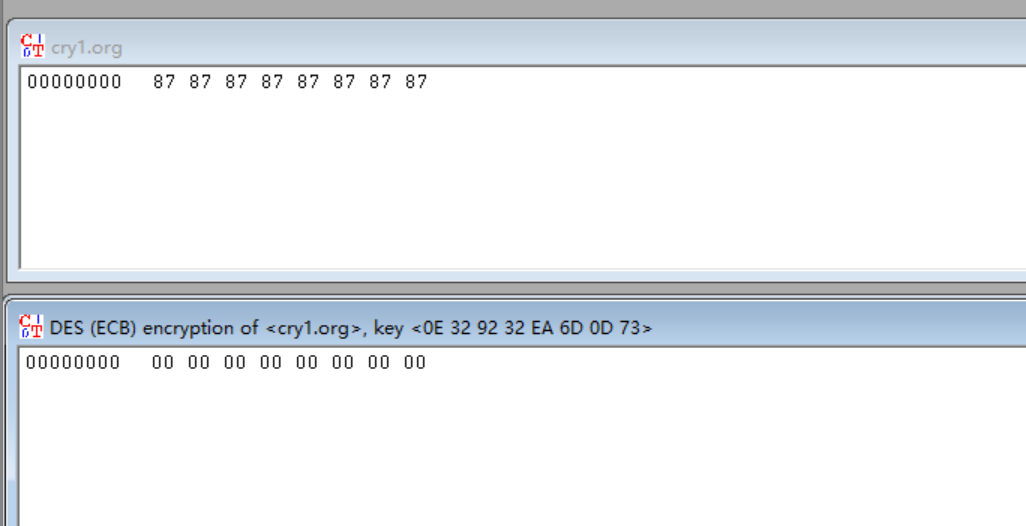 cry1.org
00000000 87 87 87 87 87 87 87 87
DES (ECB) encryption of <cry1.org>, key <0E 32 92 32 EA 6D 0D 73>
00000000 00 00 00 00 00 00 00 00